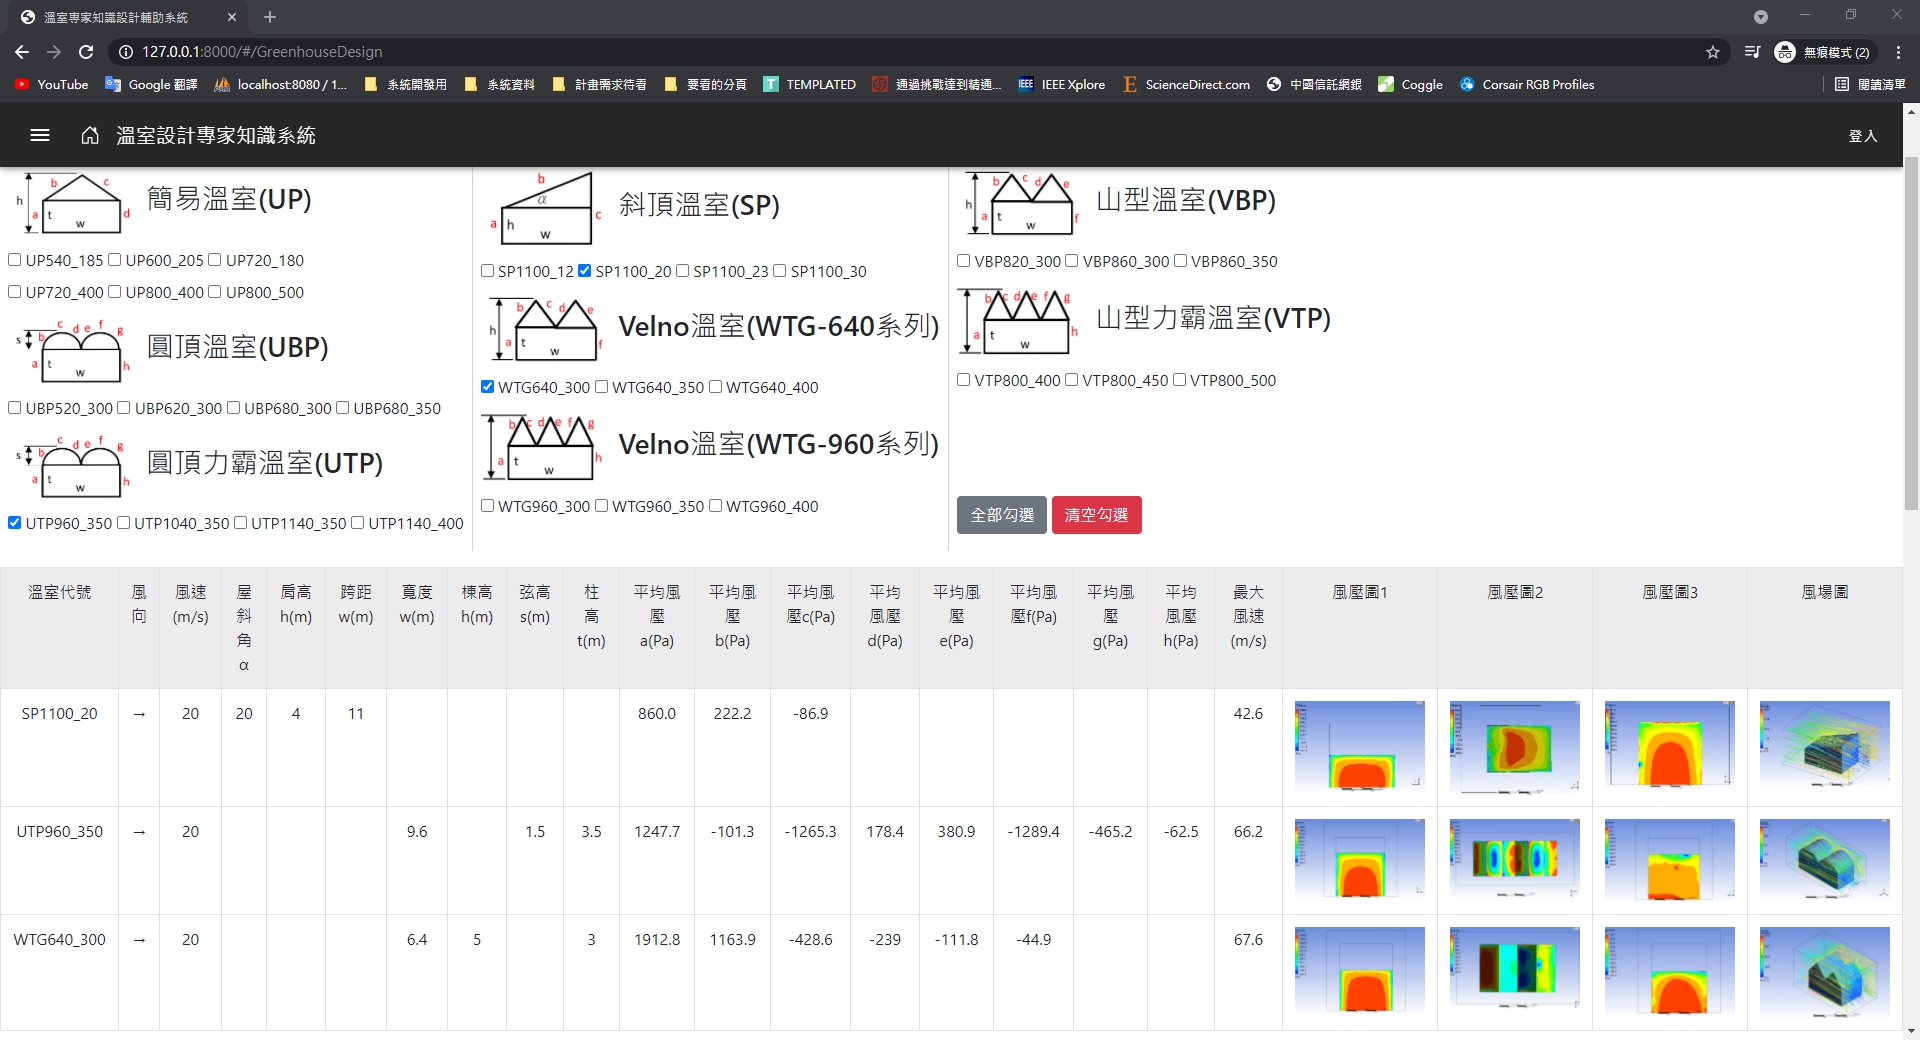 溫室專家知識設計輔助系統
127.0.0.1:8000/#/GreenhouseDesign
無痕模式 (2)
YouTube Google 翻譯 localhost:8080 / 1... 系統開發用 系統資料 計畫需求待看 要看的分頁 TEMPLATED 通過挑戰達到精通... IEEE Xplore ScienceDirect.com 中國信託網銀 Coggle Corsair RGB Profiles 閱讀清單
溫室設計專家知識系統
登入
h a b c d t w
簡易溫室(UP)
UP540_185 UP600_205 UP720_180
UP720_400 UP800_400 UP800_500
s a b c d e f g h t w
圓頂溫室(UBP)
UBP520_300 UBP620_300 UBP680_300 UBP680_350
s a b c d e f g h t w
圓頂力霸溫室(UTP)
UTP960_350 UTP1040_350 UTP1140_350 UTP1140_400
a b α c h w
斜頂溫室(SP)
SP1100_12 SP1100_20 SP1100_23 SP1100_30
h a b c d e f t w
Velno溫室(WTG-640系列)
WTG640_300 WTG640_350 WTG640_400
a b c d e f g h t w
Velno溫室(WTG-960系列)
WTG960_300 WTG960_350 WTG960_400
h a b c d e f t w
山型溫室(VBP)
VBP820_300 VBP860_300 VBP860_350
a b c d e f g h t w
山型力霸溫室(VTP)
VTP800_400 VTP800_450 VTP800_500
全部勾選 清空勾選
溫室代號 風向 風速(m/s) 屋斜角α 肩高h(m) 跨距w(m) 寬度w(m) 棟高h(m) 弦高s(m) 柱高t(m) 平均風壓a(Pa) 平均風壓b(Pa) 平均風壓c(Pa) 平均風壓d(Pa) 平均風壓e(Pa) 平均風壓f(Pa) 平均風壓g(Pa) 平均風壓h(Pa) 最大風速(m/s) 風壓圖1 風壓圖2 風壓圖3 風場圖
SP1100_20 → 20 20 4 11 860.0 222.2 -86.9 42.6
UTP960_350 → 20 9.6 1.5 3.5 1247.7 -101.3 -1265.3 178.4 380.9 -1289.4 -465.2 -62.5 66.2
WTG640_300 → 20 6.4 5 3 1912.8 1163.9 -428.6 -239 -111.8 -44.9 67.6